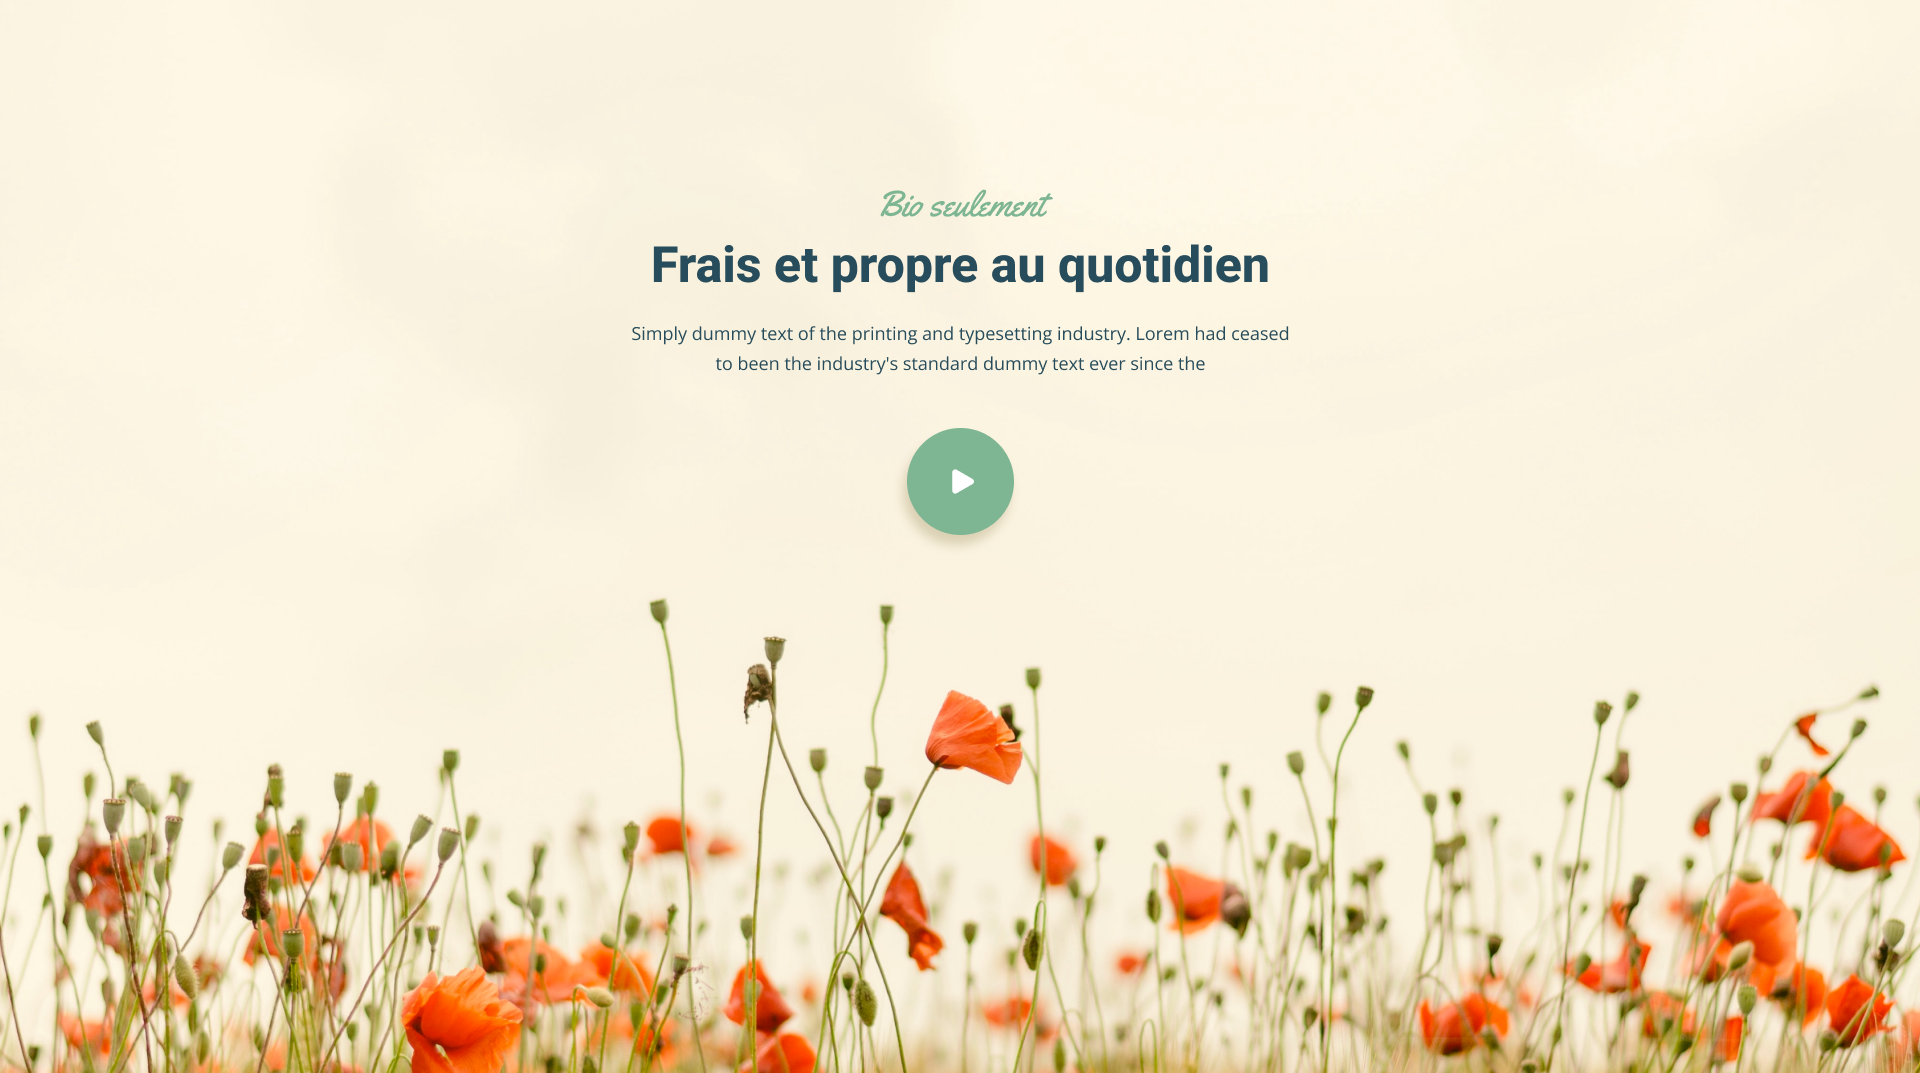 Bio seulement
Frais et propre au quotidien
Simply dummy text of the printing and typesetting industry. Lorem had ceased
to been the industry's standard dummy text ever since the